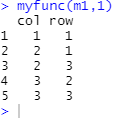 > myfunc(m1,1)
  col row
1   1   1
2   2   1
3   2   3
4   3   2
5   3   3
>